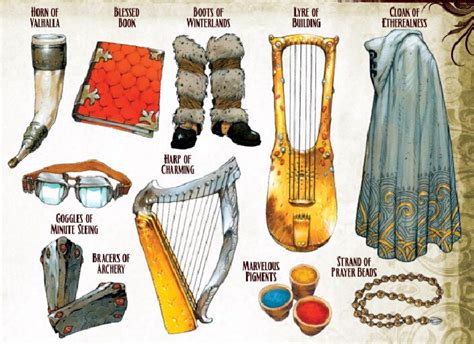 HORN OF
VALHALLA
BLESSED
BOOK
BOOTS OF
WINTERLANDS
LYRE OF
BUILDING
CLOAK OF
ETHEREALNESS
HARP OF
CHARMING
GOGGLES OF
MINUTE SEEING
BRACERS OF
ARCHERY
MARVELOUS
PIGMENTS
STRAND OF
PRAYER BEADS